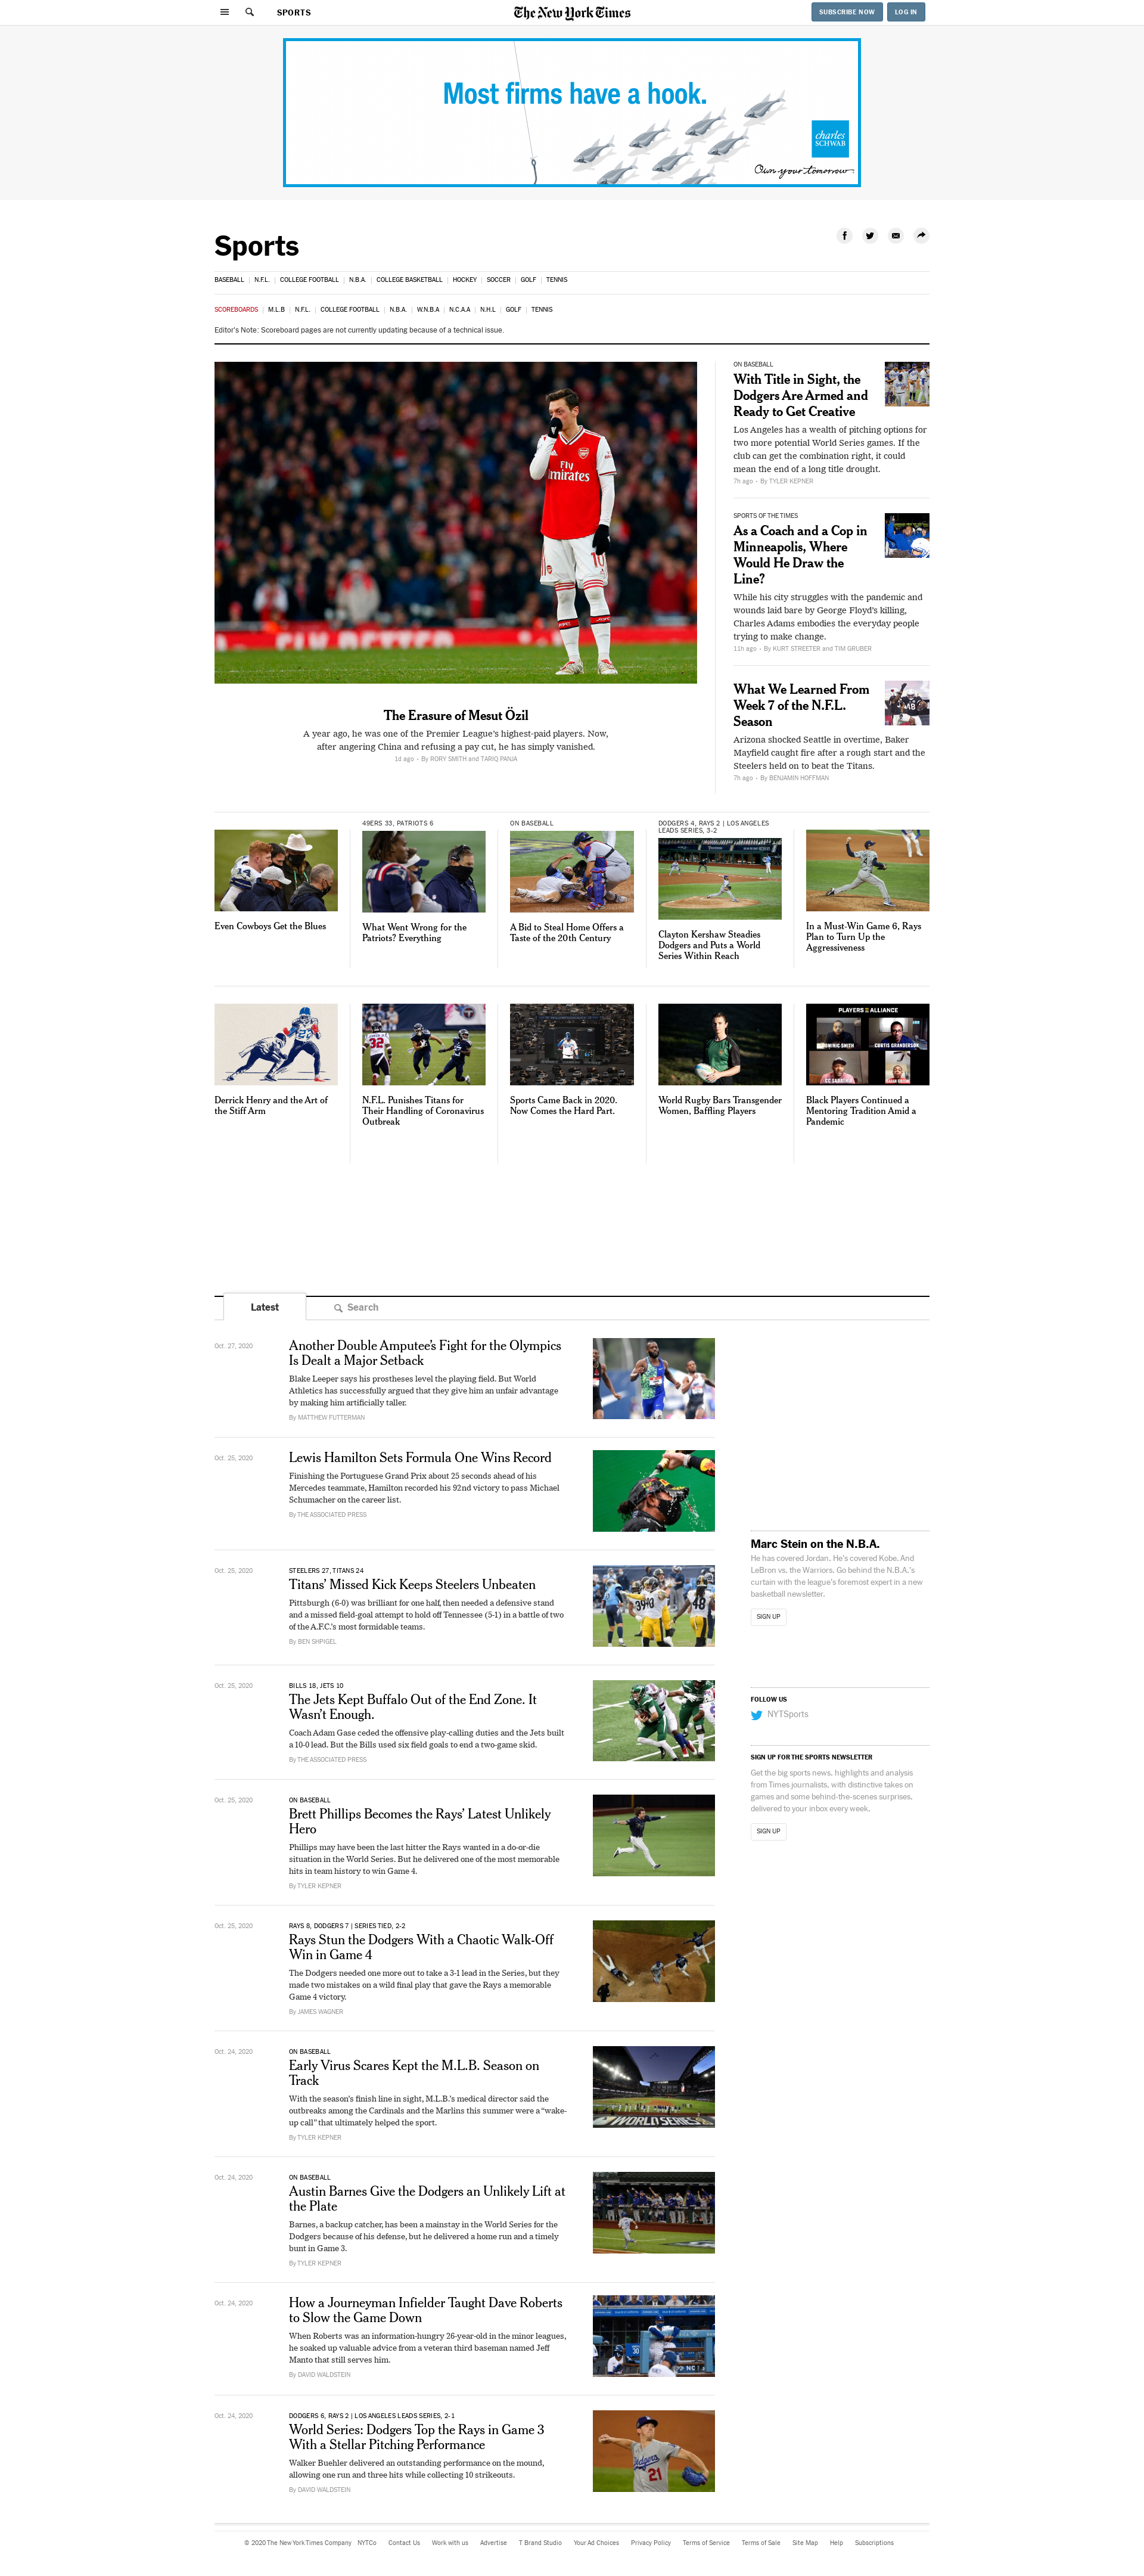 SPORTS
The New York Times
SUBSCRIBE NOW
LOG IN
Most firms have a hook.
charles
SCHWAB
Own your tomorrow
Sports
BASEBALL | N.F.L. | COLLEGE FOOTBALL | N.B.A. | COLLEGE BASKETBALL | HOCKEY | SOCCER | GOLF | TENNIS
SCOREBOARDS | M.L.B | N.F.L. | COLLEGE FOOTBALL | N.B.A. | W.N.B.A | N.C.A.A | N.H.L | GOLF | TENNIS
Editor's Note: Scoreboard pages are not currently updating because of a technical issue.
Fly
Emirates
10
The Erasure of Mesut Özil
A year ago, he was one of the Premier League's highest-paid players. Now,
after angering China and refusing a pay cut, he has simply vanished.
1d ago • By RORY SMITH and TARIQ PANJA
ON BASEBALL
With Title in Sight, the
Dodgers Are Armed and
Ready to Get Creative
Los Angeles has a wealth of pitching options for
two more potential World Series games. If the
club can get the combination right, it could
mean the end of a long title drought.
7h ago • By TYLER KEPNER
SPORTS OF THE TIMES
As a Coach and a Cop in
Minneapolis, Where
Would He Draw the
Line?
While his city struggles with the pandemic and
wounds laid bare by George Floyd's killing,
Charles Adams embodies the everyday people
trying to make change.
11h ago • By KURT STREETER and TIM GRUBER
What We Learned From
Week 7 of the N.F.L.
Season
Arizona shocked Seattle in overtime, Baker
Mayfield caught fire after a rough start and the
Steelers held on to beat the Titans.
7h ago • By BENJAMIN HOFFMAN
Even Cowboys Get the Blues
49ERS 33, PATRIOTS 6
What Went Wrong for the
Patriots? Everything
ON BASEBALL
A Bid to Steal Home Offers a
Taste of the 20th Century
DODGERS 4, RAYS 2 | LOS ANGELES
LEADS SERIES, 3-2
Clayton Kershaw Steadies
Dodgers and Puts a World
Series Within Reach
In a Must-Win Game 6, Rays
Plan to Turn Up the
Aggressiveness
Derrick Henry and the Art of
the Stiff Arm
32
N.F.L. Punishes Titans for
Their Handling of Coronavirus
Outbreak
Sports Came Back in 2020.
Now Comes the Hard Part.
World Rugby Bars Transgender
Women, Baffling Players
PLAYERS ALLIANCE
DOMINIC SMITH
CURTIS GRANDERSON
CC SABATHIA
Black Players Continued a
Mentoring Tradition Amid a
Pandemic
Latest
Search
Oct. 27, 2020
Another Double Amputee's Fight for the Olympics
Is Dealt a Major Setback
Blake Leeper says his prostheses level the playing field. But World
Athletics has successfully argued that they give him an unfair advantage
by making him artificially taller.
By MATTHEW FUTTERMAN
Oct. 25, 2020
Lewis Hamilton Sets Formula One Wins Record
Finishing the Portuguese Grand Prix about 25 seconds ahead of his
Mercedes teammate, Hamilton recorded his 92nd victory to pass Michael
Schumacher on the career list.
By THE ASSOCIATED PRESS
Oct. 25, 2020
STEELERS 27, TITANS 24
Titans' Missed Kick Keeps Steelers Unbeaten
Pittsburgh (6-0) was brilliant for one half, then needed a defensive stand
and a missed field-goal attempt to hold off Tennessee (5-1) in a battle of two
of the A.F.C.'s most formidable teams.
By BEN SHPIGEL
Oct. 25, 2020
BILLS 18, JETS 10
The Jets Kept Buffalo Out of the End Zone. It
Wasn't Enough.
Coach Adam Gase ceded the offensive play-calling duties and the Jets built
a 10-0 lead. But the Bills used six field goals to end a two-game skid.
By THE ASSOCIATED PRESS
Oct. 25, 2020
ON BASEBALL
Brett Phillips Becomes the Rays' Latest Unlikely
Hero
Phillips may have been the last hitter the Rays wanted in a do-or-die
situation in the World Series. But he delivered one of the most memorable
hits in team history to win Game 4.
By TYLER KEPNER
Oct. 25, 2020
RAYS 8, DODGERS 7 | SERIES TIED, 2-2
Rays Stun the Dodgers With a Chaotic Walk-Off
Win in Game 4
The Dodgers needed one more out to take a 3-1 lead in the Series, but they
made two mistakes on a wild final play that gave the Rays a memorable
Game 4 victory.
By JAMES WAGNER
Oct. 24, 2020
ON BASEBALL
Early Virus Scares Kept the M.L.B. Season on
Track
With the season's finish line in sight, M.L.B.'s medical director said the
outbreaks among the Cardinals and the Marlins this summer were a "wake-
up call" that ultimately helped the sport.
By TYLER KEPNER
WORLD SERIES
Oct. 24, 2020
ON BASEBALL
Austin Barnes Give the Dodgers an Unlikely Lift at
the Plate
Barnes, a backup catcher, has been a mainstay in the World Series for the
Dodgers because of his defense, but he delivered a home run and a timely
bunt in Game 3.
By TYLER KEPNER
Oct. 24, 2020
How a Journeyman Infielder Taught Dave Roberts
to Slow the Game Down
When Roberts was an information-hungry 26-year-old in the minor leagues,
he soaked up valuable advice from a veteran third baseman named Jeff
Manto that still serves him.
By DAVID WALDSTEIN
30
Oct. 24, 2020
DODGERS 6, RAYS 2 | LOS ANGELES LEADS SERIES, 2-1
World Series: Dodgers Top the Rays in Game 3
With a Stellar Pitching Performance
Walker Buehler delivered an outstanding performance on the mound,
allowing one run and three hits while collecting 10 strikeouts.
By DAVID WALDSTEIN
Dodgers
21
Marc Stein on the N.B.A.
He has covered Jordan. He's covered Kobe. And
LeBron vs. the Warriors. Go behind the N.B.A.'s
curtain with the league's foremost expert in a new
basketball newsletter.
SIGN UP
FOLLOW US
NYTSports
SIGN UP FOR THE SPORTS NEWSLETTER
Get the big sports news, highlights and analysis
from Times journalists, with distinctive takes on
games and some behind-the-scenes surprises,
delivered to your inbox every week.
SIGN UP
© 2020 The New York Times Company NYTCo Contact Us Work with us Advertise T Brand Studio Your Ad Choices Privacy Policy Terms of Service Terms of Sale Site Map Help Subscriptions